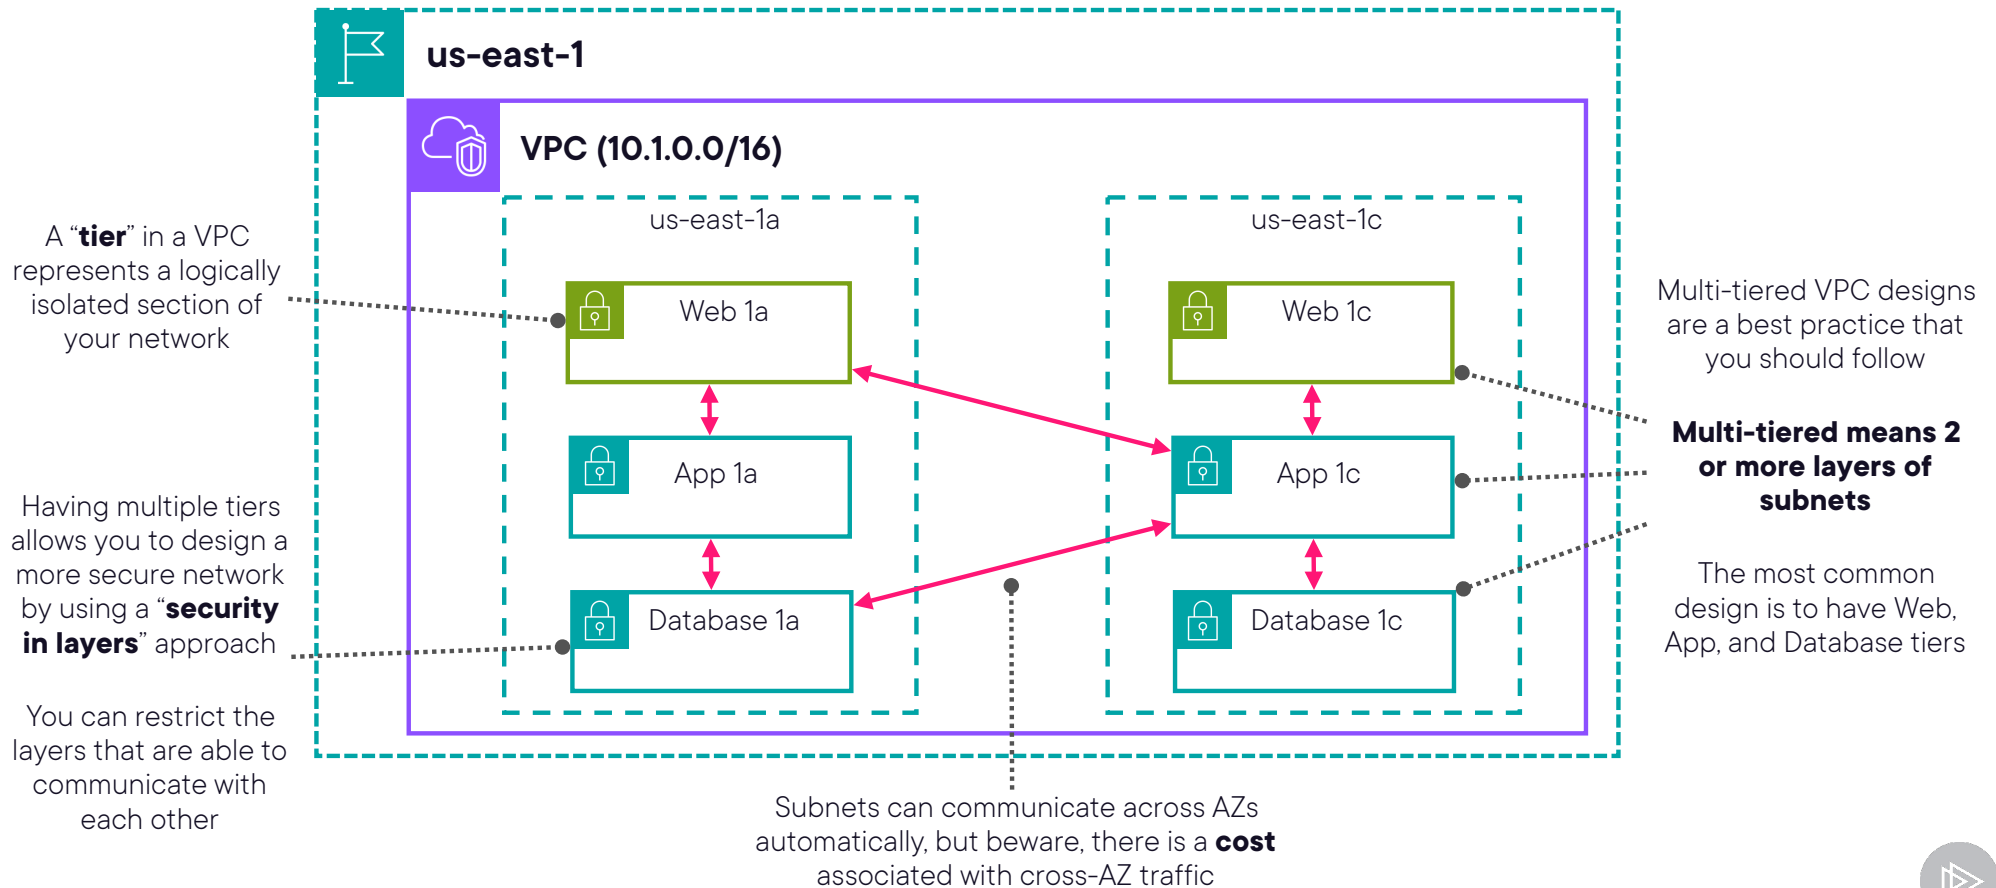 us-east-1
VPC (10.1.0.0/16)
us-east-1a
us-east-1c
A “tier” in a VPC
represents a logically
isolated section of
your network
Web 1a
Web 1c
Multi-tiered VPC designs
are a best practice that
you should follow
App 1a
App 1c
Multi-tiered means 2
or more layers of
subnets
Having multiple tiers
allows you to design a
more secure network
by using a “security
in layers” approach
Database 1a
Database 1c
The most common
design is to have Web,
App, and Database tiers
You can restrict the
layers that are able to
communicate with
each other
Subnets can communicate across AZs
automatically, but beware, there is a cost
associated with cross-AZ traffic